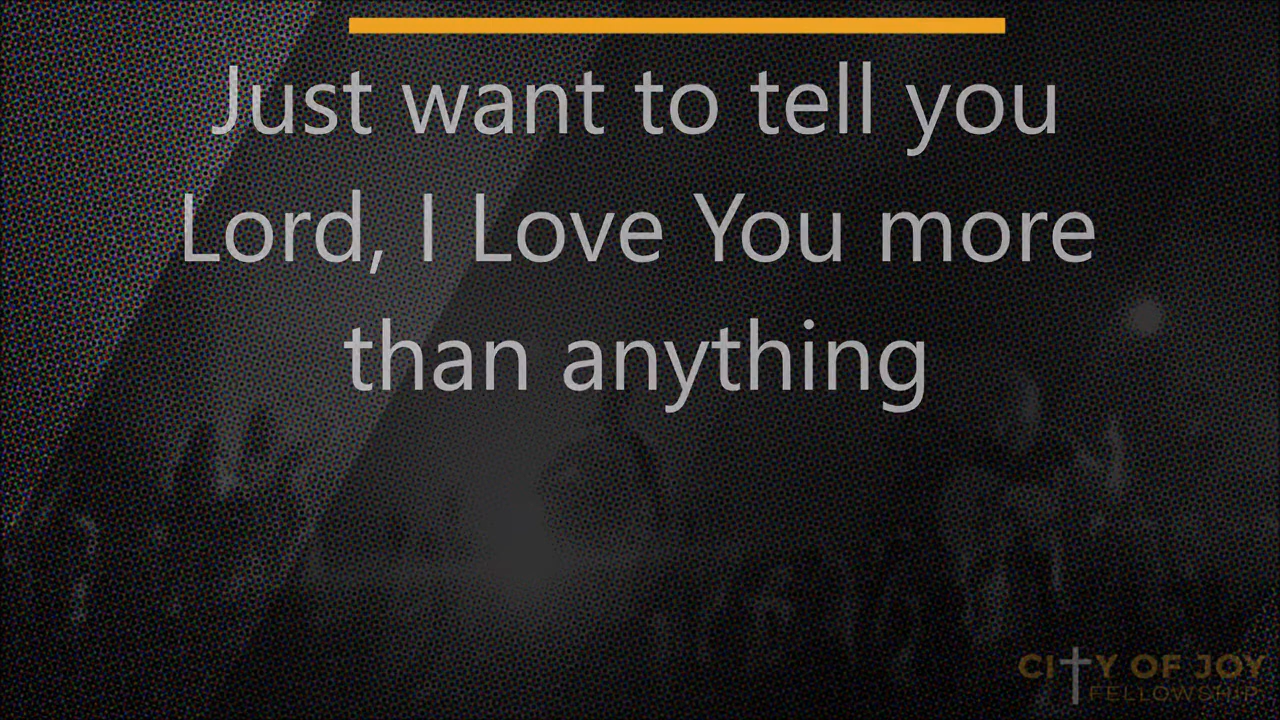 Just want to tell you
Lord, I Love You more
than anything
CITY OF JOY
FELLOWSHIP